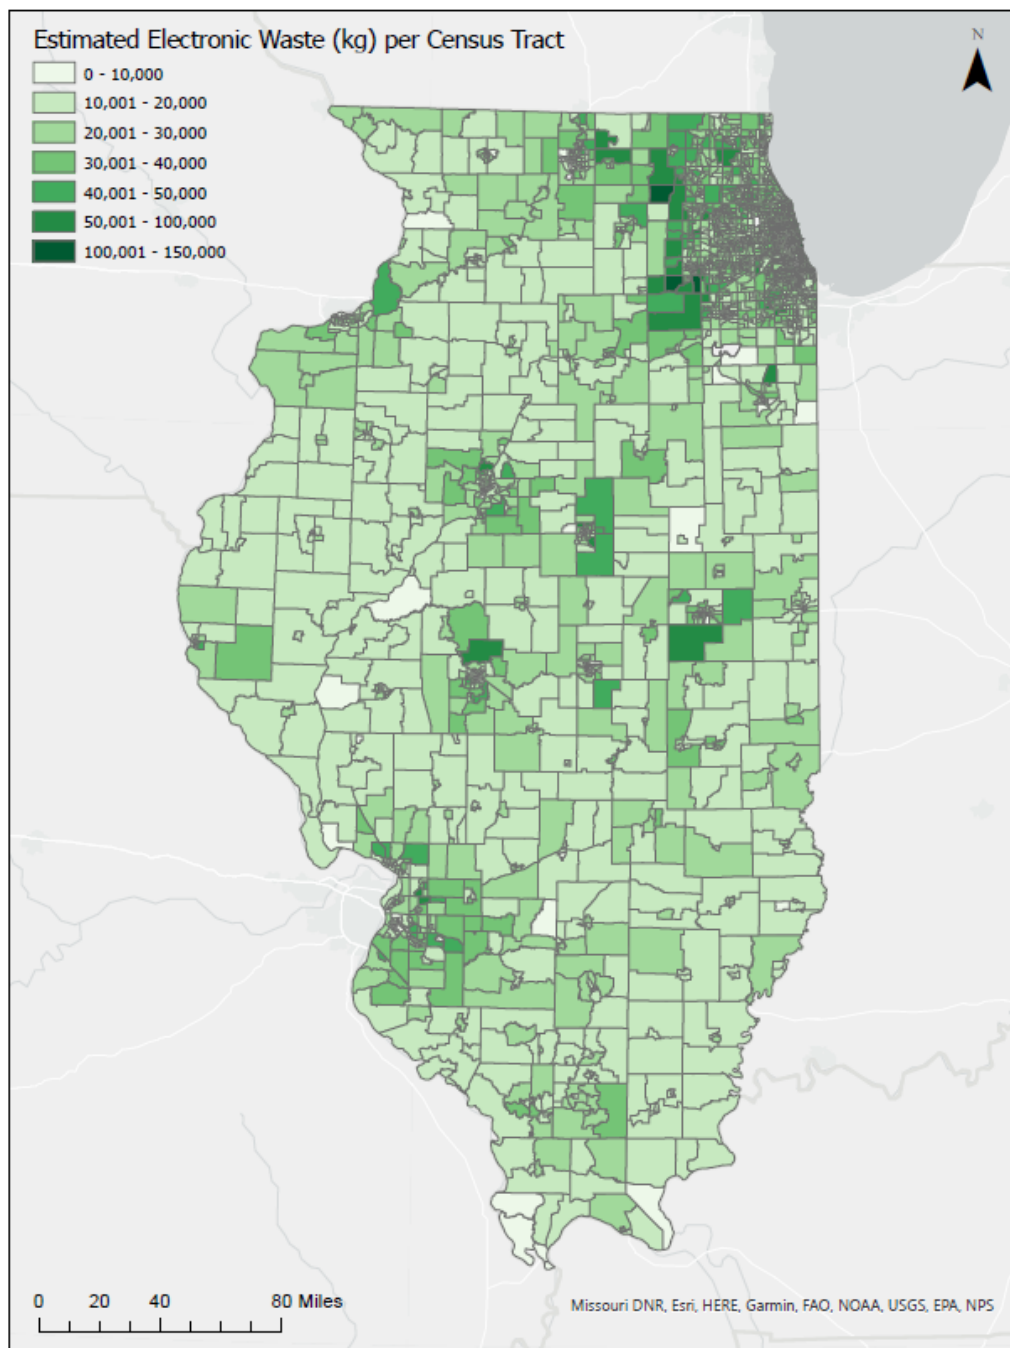 Estimated Electronic Waste (kg) per Census Tract
0 - 10,000
10,001 - 20,000
20,001 - 30,000
30,001 - 40,000
40,001 - 50,000
50,001 - 100,000
100,001 - 150,000
N
0 20 40 80 Miles
Missouri DNR, Esri, HERE, Garmin, FAO, NOAA, USGS, EPA, NPS